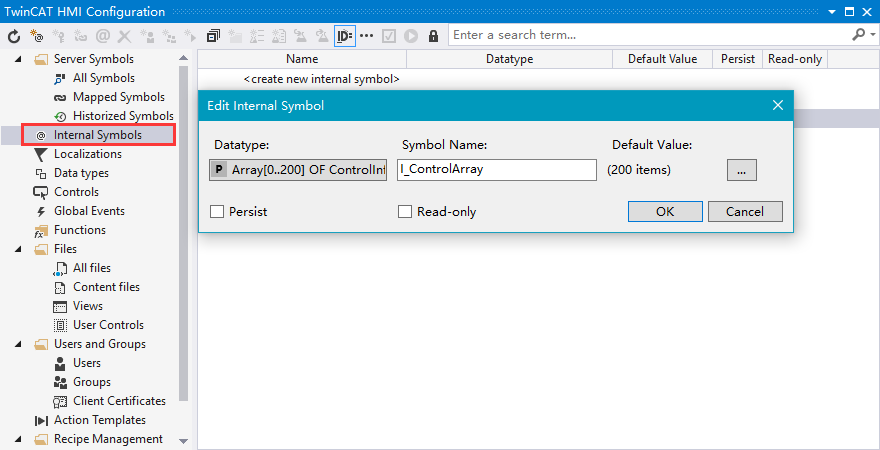 TwinCAT HMI Configuration
ID
Enter a search term...
Server Symbols
All Symbols
Mapped Symbols
Historized Symbols
@ Internal Symbols
Localizations
Data types
Controls
Global Events
fx Functions
Files
All files
Content files
Views
User Controls
Users and Groups
Users
Groups
Client Certificates
Action Templates
Recipe Management
Name Datatype Default Value Persist Read-only
<create new internal symbol>
Edit Internal Symbol
Datatype: Symbol Name: Default Value:
P Array[0..200] OF ControlInf I_ControlArray (200 items) ...
Persist Read-only OK Cancel